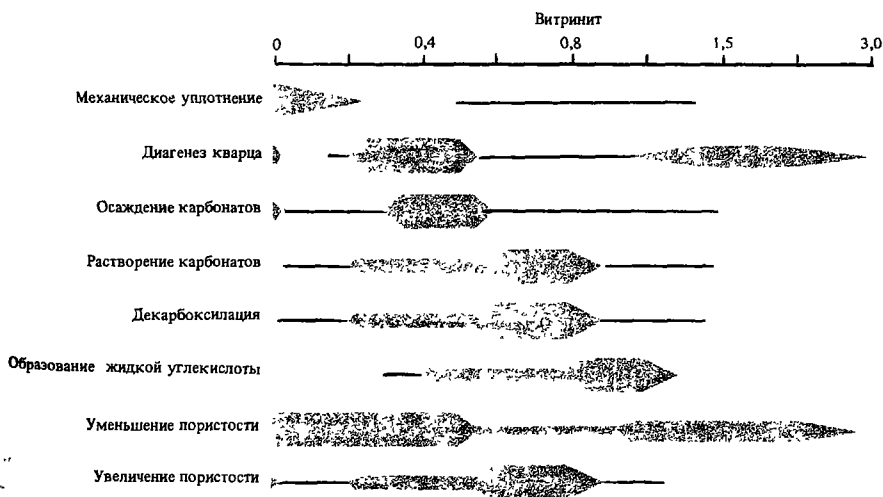 Витринит
0 0,4 0,8 1,5 3,0
Механическое уплотнение
Диагенез кварца
Осаждение карбонатов
Растворение карбонатов
Декарбоксилация
Образование жидкой углекислоты
Уменьшение пористости
Увеличение пористости